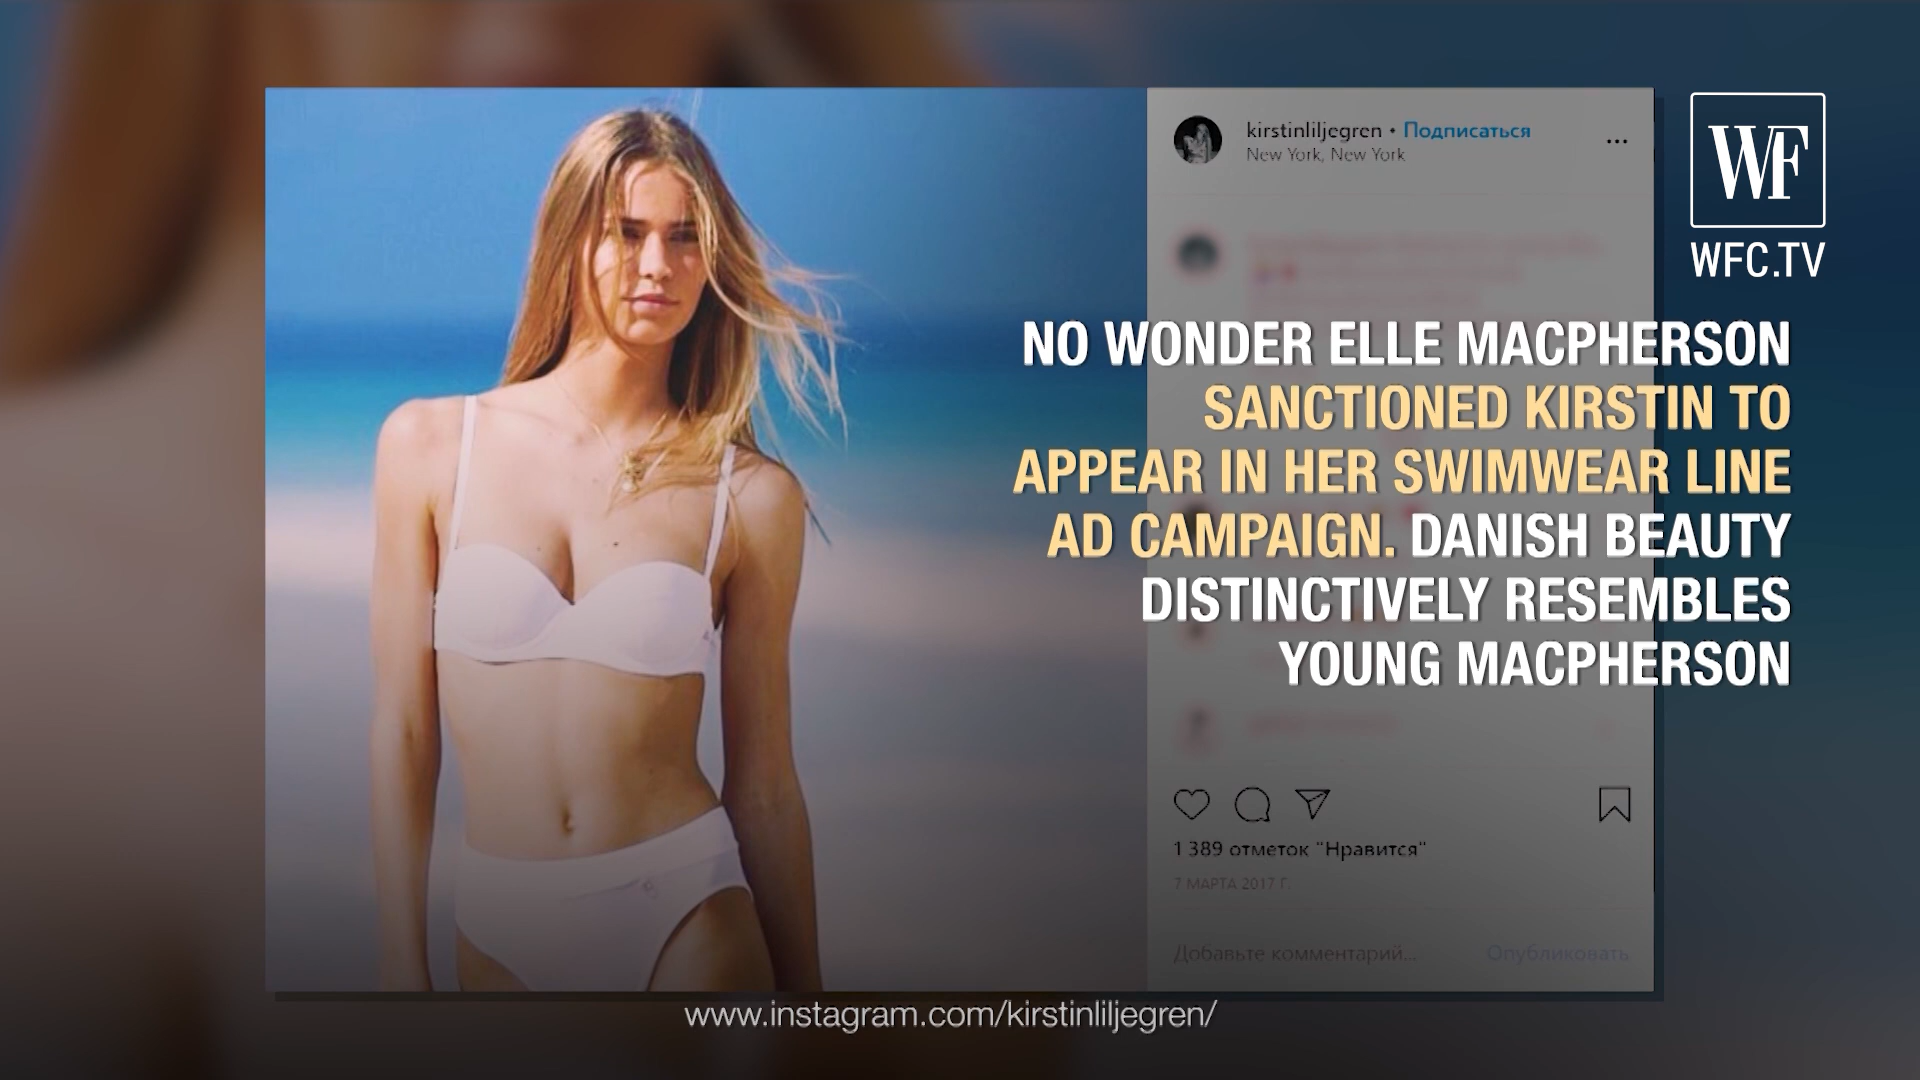 kirstinliljegren • Подписаться
New York, New York
WF
WFC.TV
NO WONDER ELLE MACPHERSON
SANCTIONED KIRSTIN TO
APPEAR IN HER SWIMWEAR LINE
AD CAMPAIGN. DANISH BEAUTY
DISTINCTIVELY RESEMBLES
YOUNG MACPHERSON
1 389 отметок "Нравится"
7 МАРТА 2017 Г.
Добавьте комментарий... Опубликовать
www.instagram.com/kirstinliljegren/